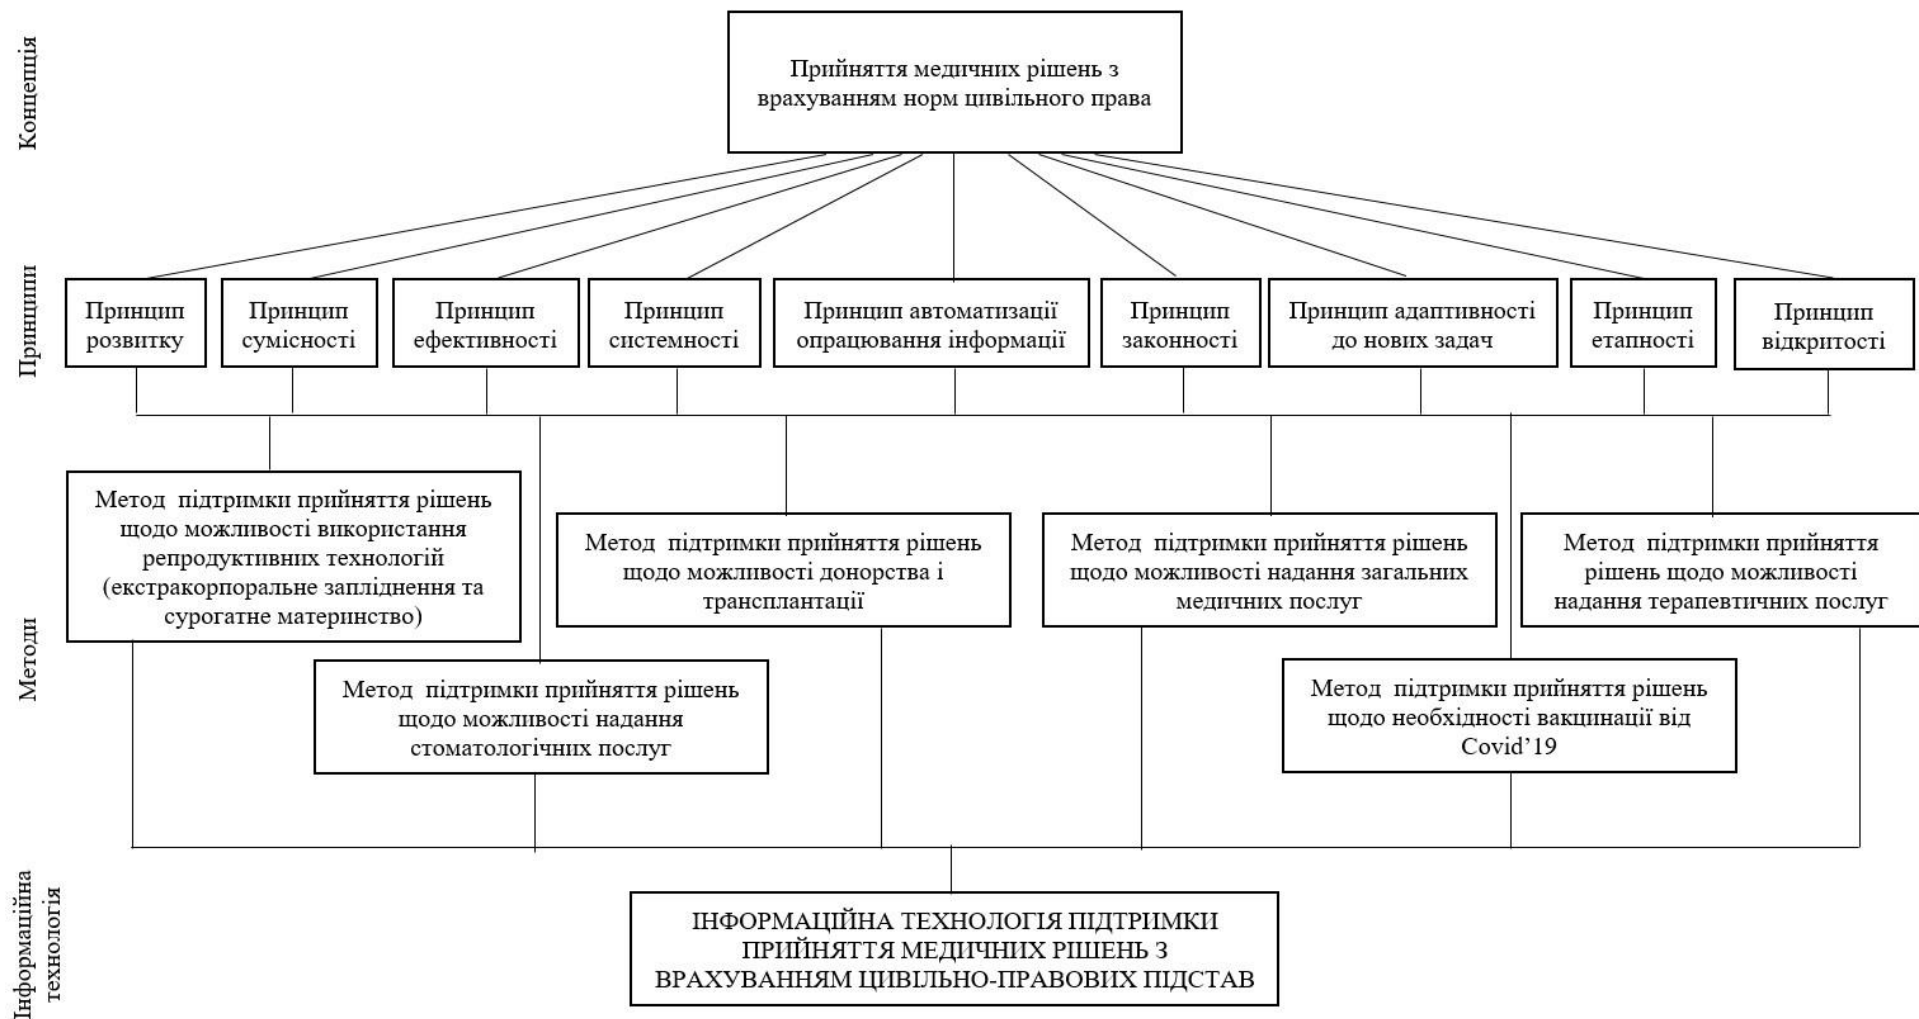 Концепція
Прийняття медичних рішень з
врахуванням норм цивільного права
Принципи
Принцип
розвитку
Принцип
сумісності
Принцип
ефективності
Принцип
системності
Принцип автоматизації
опрацювання інформації
Принцип
законності
Принцип адаптивності
до нових задач
Принцип
етапності
Принцип
відкритості
Методи
Метод підтримки прийняття рішень
щодо можливості використання
репродуктивних технологій
(екстракорпоральне запліднення та
сурогатне материнство)
Метод підтримки прийняття рішень
щодо можливості донорства і
трансплантації
Метод підтримки прийняття рішень
щодо можливості надання загальних
медичних послуг
Метод підтримки прийняття
рішень щодо можливості
надання терапевтичних послуг
Метод підтримки прийняття рішень
щодо можливості надання
стоматологічних послуг
Метод підтримки прийняття рішень
щодо необхідності вакцинації від
Covid’19
Інформаційна
технологія
ІНФОРМАЦІЙНА ТЕХНОЛОГІЯ ПІДТРИМКИ
ПРИЙНЯТТЯ МЕДИЧНИХ РІШЕНЬ З
ВРАХУВАННЯМ ЦИВІЛЬНО-ПРАВОВИХ ПІДСТАВ